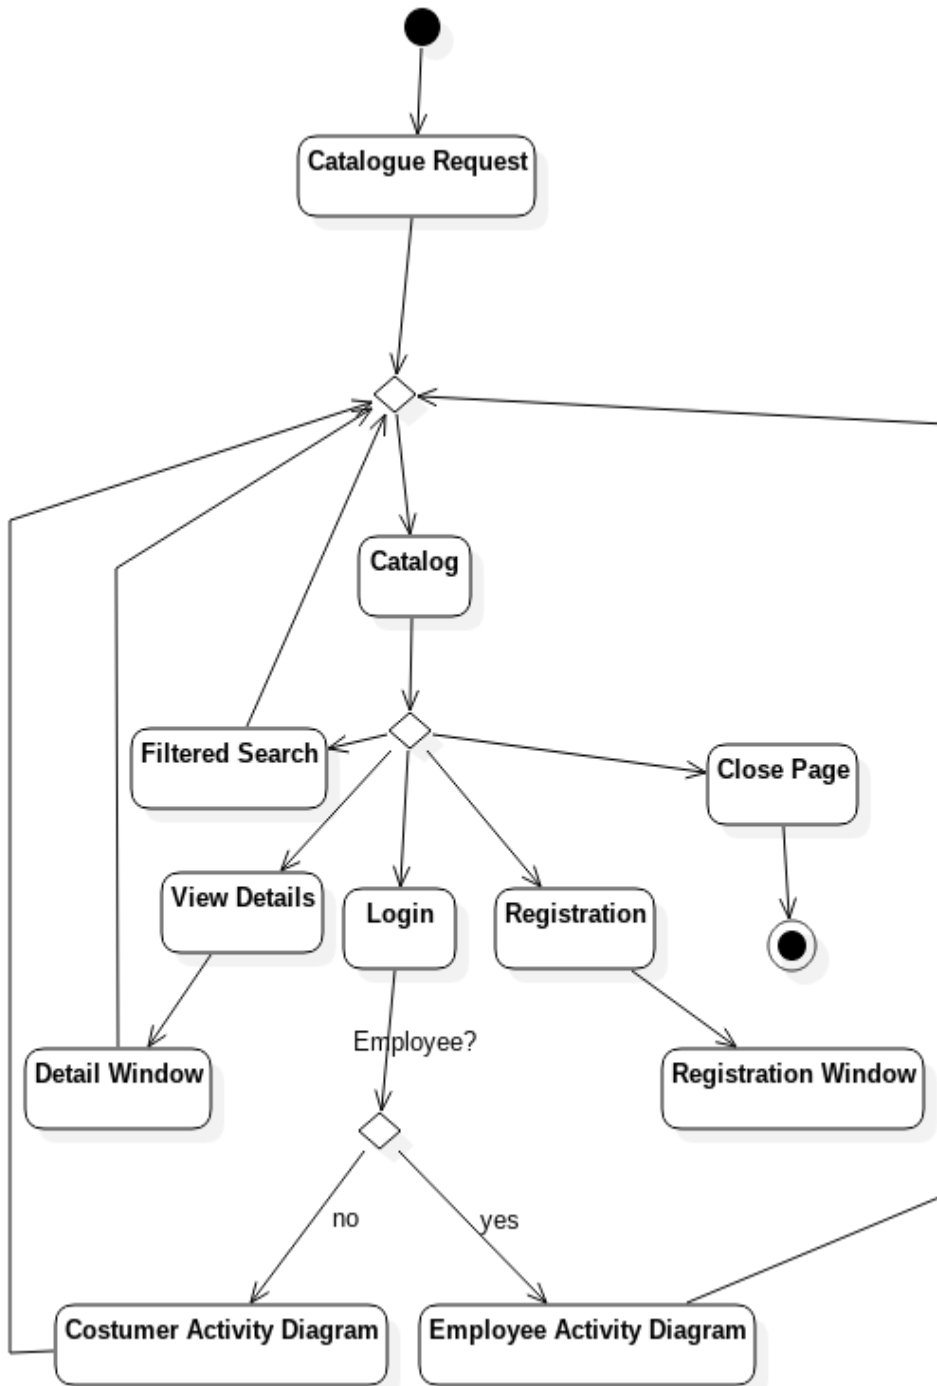 Catalogue Request
Catalog
Filtered Search
Close Page
View Details
Login
Registration
Employee?
Detail Window
Registration Window
no
yes
Costumer Activity Diagram
Employee Activity Diagram